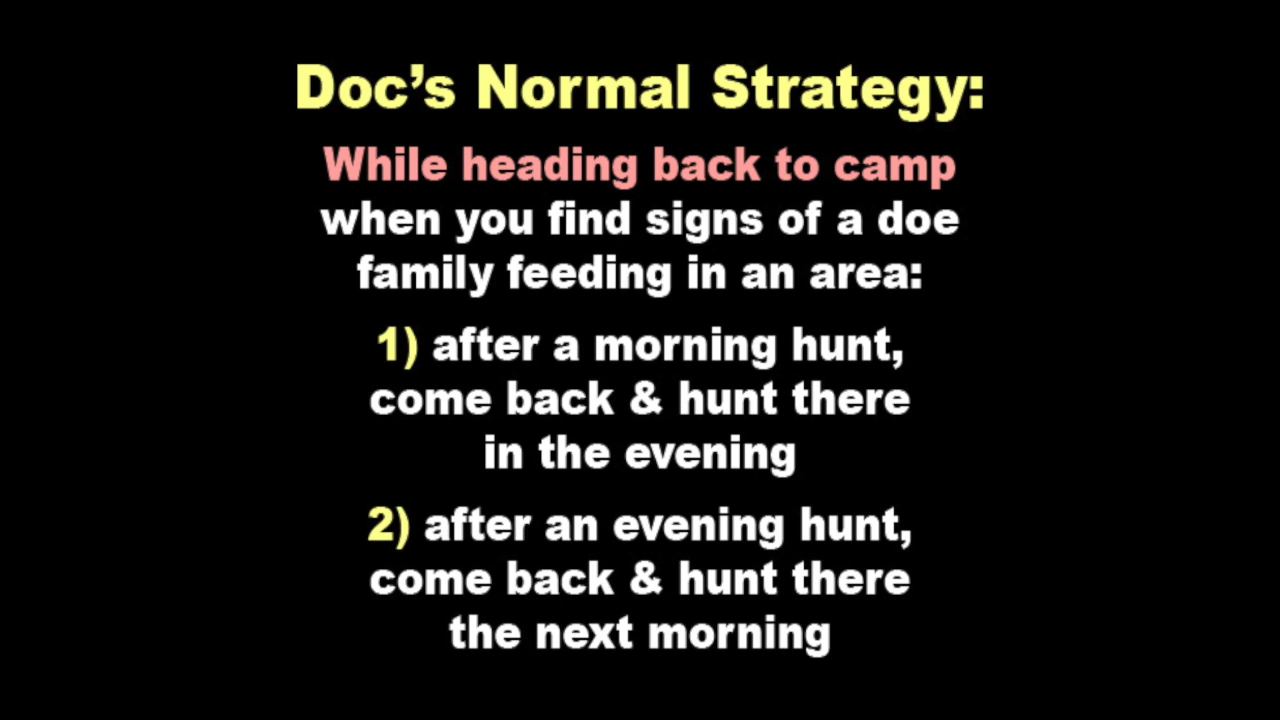 Doc’s Normal Strategy:
While heading back to camp
when you find signs of a doe
family feeding in an area:
1) after a morning hunt,
come back & hunt there
in the evening
2) after an evening hunt,
come back & hunt there
the next morning